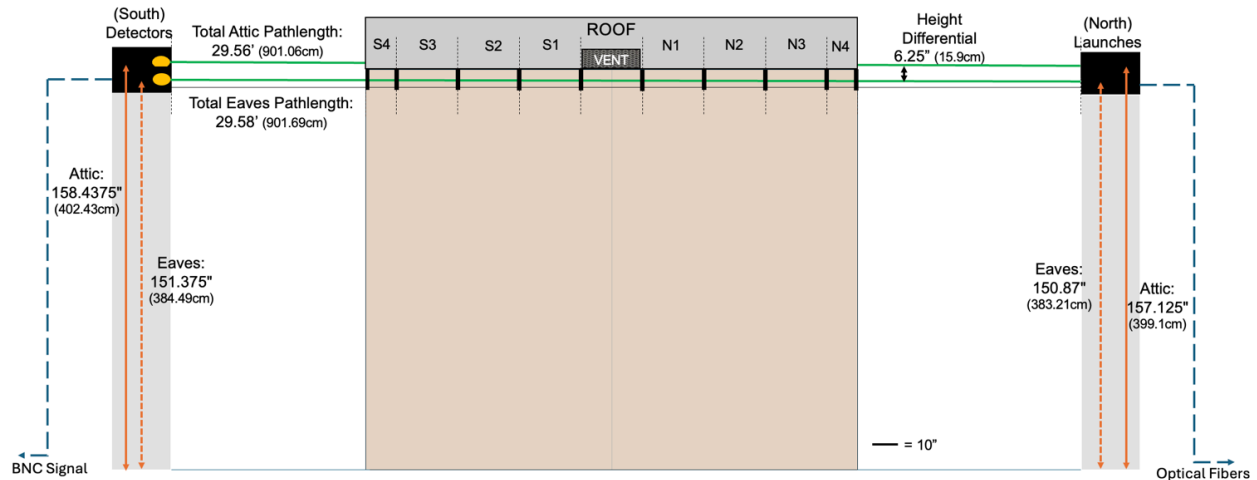 (South)
Detectors
Total Attic Pathlength:
29.56’ (901.06cm)
ROOF
S4
S3
S2
S1
VENT
N1
N2
N3
N4
Height
Differential
6.25” (15.9cm)
(North)
Launches
Total Eaves Pathlength:
29.58’ (901.69cm)
Attic:
158.4375"
(402.43cm)
Eaves:
151.375"
(384.49cm)
Eaves:
150.87"
(383.21cm)
Attic:
157.125"
(399.1cm)
= 10”
BNC Signal
Optical Fibers